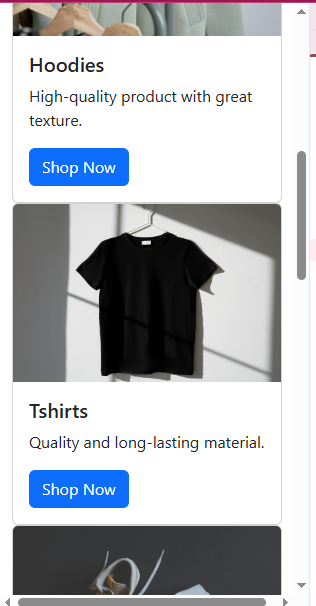 Hoodies
High-quality product with great
texture.
Shop Now
Tshirts
Quality and long-lasting material.
Shop Now